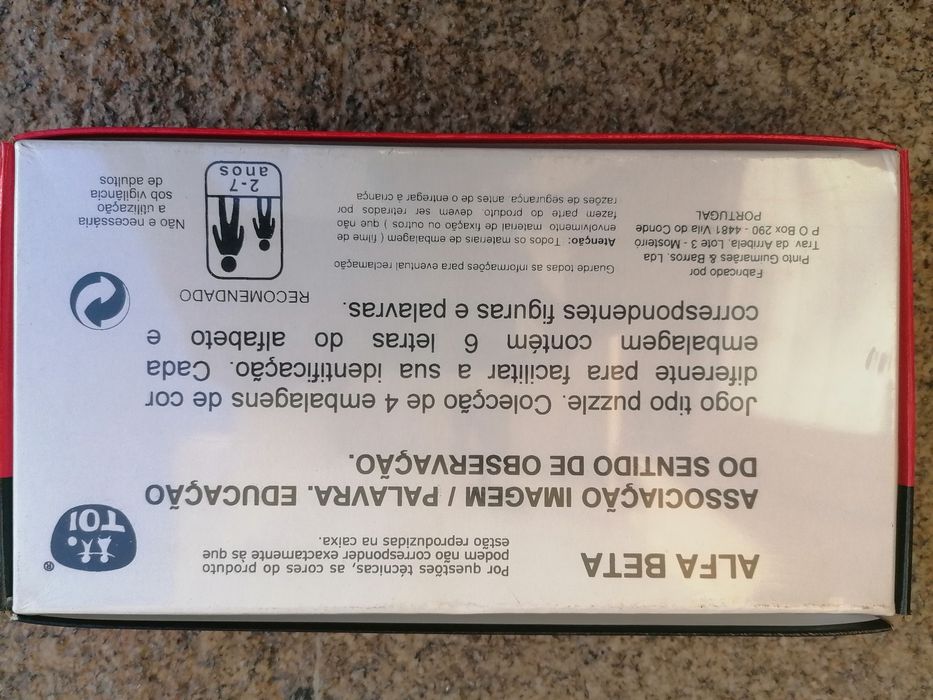 ALFA BETA
Por questões técnicas, as cores do produto
podem não corresponder exactamente às que
estão reproduzidas na caixa.
TOI
®
ASSOCIAÇÃO IMAGEM / PALAVRA. EDUCAÇÃO
DO SENTIDO DE OBSERVAÇÃO.
Jogo tipo puzzle. Colecção de 4 embalagens de cor
diferente para facilitar a sua identificação. Cada
embalagem contém 6 letras do alfabeto e
correspondentes figuras e palavras.
Fabricado por
Pinto Guimarães & Barros, Lda
Trav da Arribela, Lote 3 - Mosteiró
P O Box 290 - 4481 Vila do Conde
PORTUGAL
Guarde todas as informações para eventual reclamação
Atenção: Todos os materiais de embalagem ( filme de
envolvimento material de fixação ou outros ) que não
fazem parte do produto, devem ser retirados por
razões de segurança antes de o entregar à criança
RECOMENDADO
2-7
anos
Não é necessária
a utilização
sob vigilância
de adultos